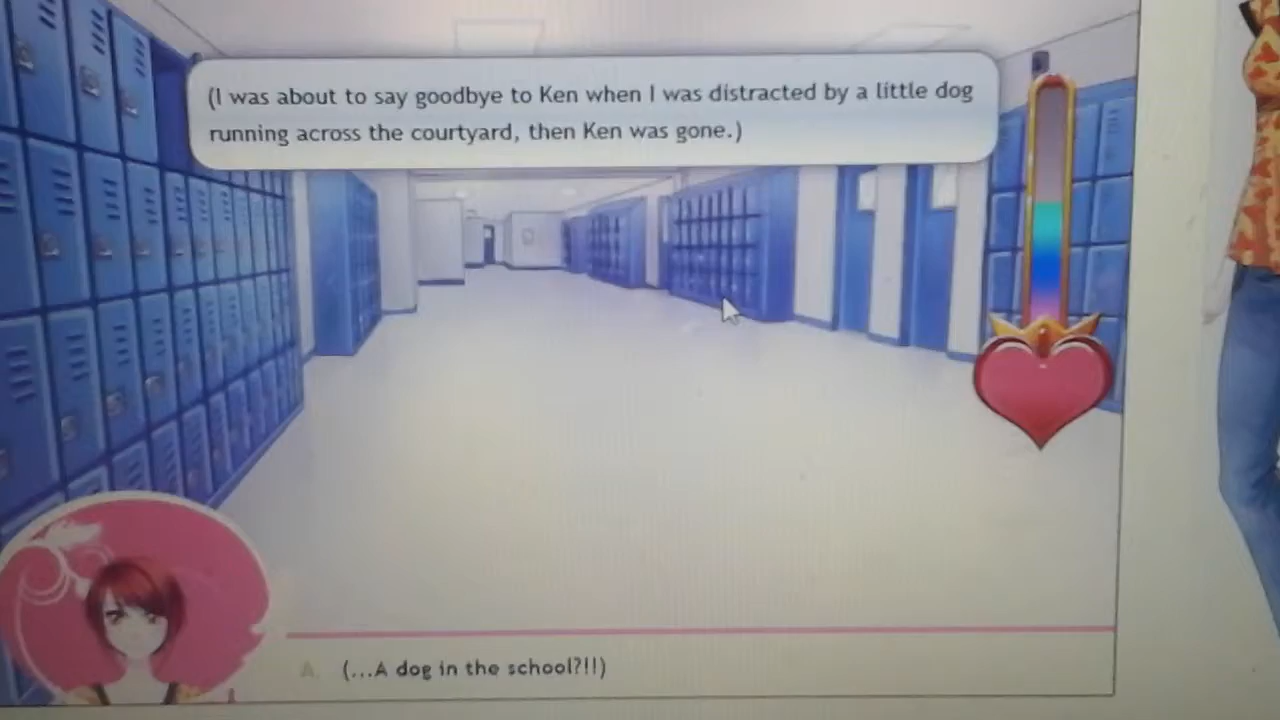 (I was about to say goodbye to Ken when I was distracted by a little dog
running across the courtyard, then Ken was gone.)
A. (...A dog in the school?!!)